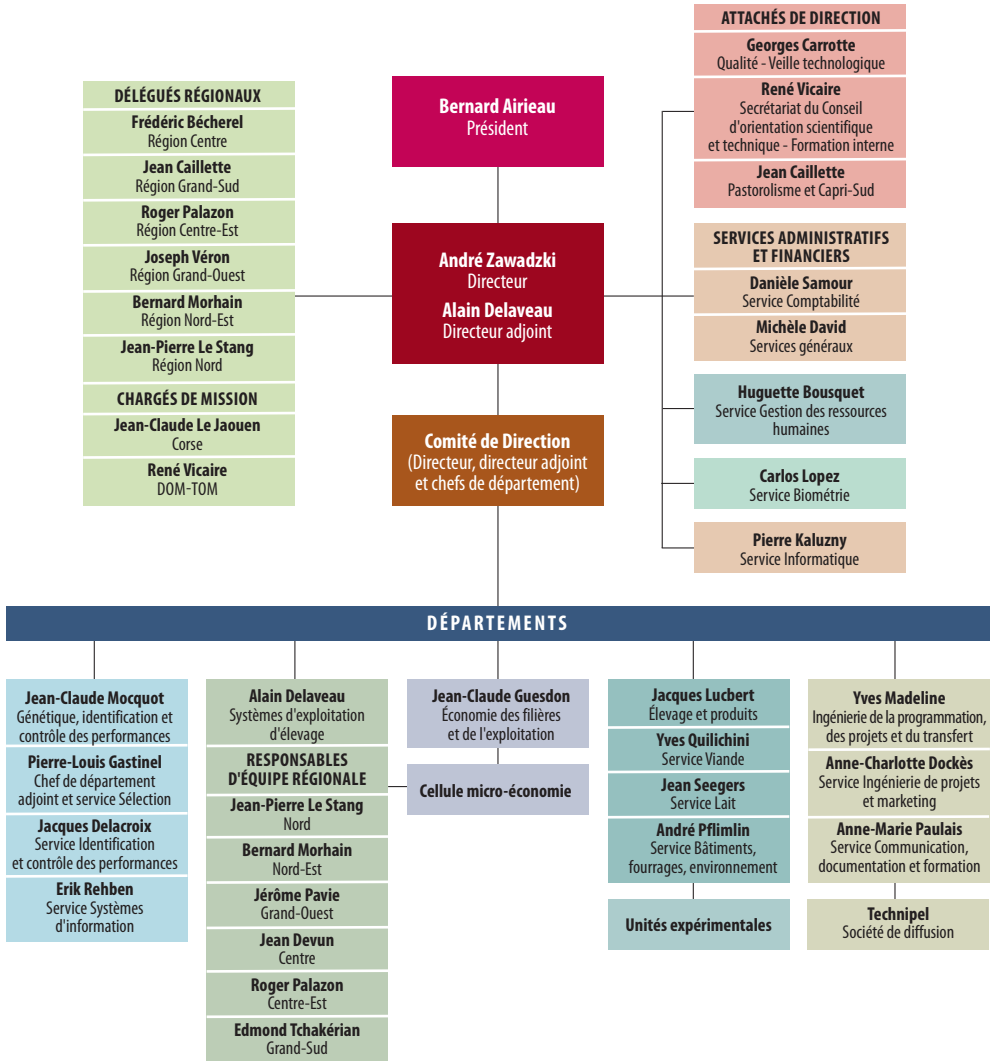 Bernard Airieau
Président
DÉLÉGUÉS RÉGIONAUX
Frédéric Bécherel
Région Centre
Jean Caillette
Région Grand-Sud
Roger Palazon
Région Centre-Est
Joseph Véron
Région Grand-Ouest
Bernard Morhain
Région Nord-Est
Jean-Pierre Le Stang
Région Nord
CHARGÉS DE MISSION
Jean-Claude Le Jaouen
Corse
René Vicaire
DOM-TOM
André Zawadzki
Directeur
Alain Delaveau
Directeur adjoint
Comité de Direction
(Directeur, directeur adjoint
et chefs de département)
ATTACHÉS DE DIRECTION
Georges Carrotte
Qualité - Veille technologique
René Vicaire
Secrétariat du Conseil
d'orientation scientifique
et technique - Formation interne
Jean Caillette
Pastorolisme et Capri-Sud
SERVICES ADMINISTRATIFS
ET FINANCIERS
Danièle Samour
Service Comptabilité
Michèle David
Services généraux
Huguette Bousquet
Service Gestion des ressources
humaines
Carlos Lopez
Service Biométrie
Pierre Kaluzny
Service Informatique
DÉPARTEMENTS
Jean-Claude Mocquot
Génétique, identification et
contrôle des performances
Pierre-Louis Gastinel
Chef de département
adjoint et service Sélection
Jacques Delacroix
Service Identification
et contrôle des performances
Erik Rehben
Service Systèmes
d'information
Alain Delaveau
Systèmes d'exploitation
d'élevage
RESPONSABLES
D'ÉQUIPE RÉGIONALE
Jean-Pierre Le Stang
Nord
Bernard Morhain
Nord-Est
Jérôme Pavie
Grand-Ouest
Jean Devun
Centre
Roger Palazon
Centre-Est
Edmond Tchakérian
Grand-Sud
Jean-Claude Guesdon
Économie des filières
et de l'exploitation
Cellule micro-économie
Jacques Lucbert
Élevage et produits
Yves Quilichini
Service Viande
Jean Seegers
Service Lait
André Pflimlin
Service Bâtiments,
fourrages, environnement
Unités expérimentales
Yves Madeline
Ingénierie de la programmation,
des projets et du transfert
Anne-Charlotte Dockès
Service Ingénierie de projets
et marketing
Anne-Marie Paulais
Service Communication,
documentation et formation
Technipel
Société de diffusion